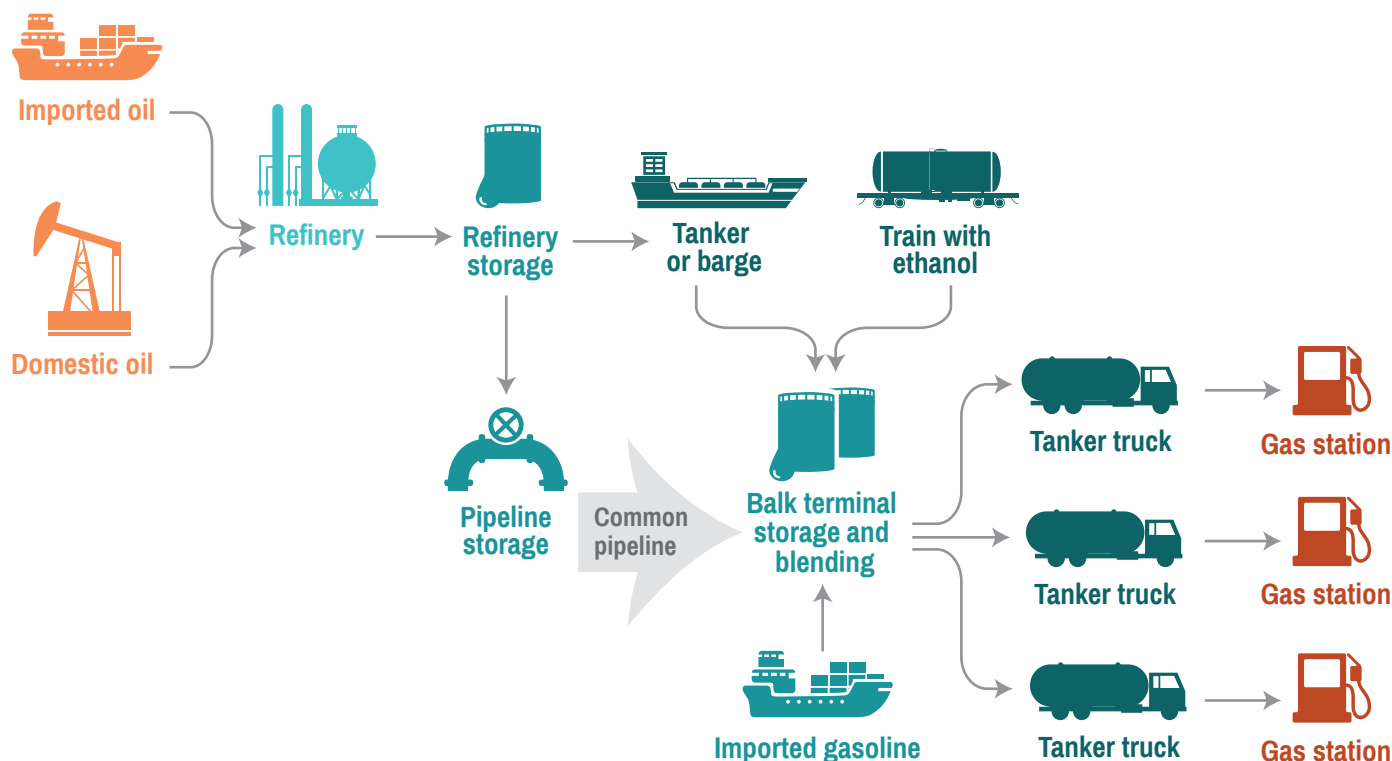 Imported oil
Domestic oil
Refinery
Refinery
storage
Tanker
or barge
Train with
ethanol
Pipeline
storage
Common
pipeline
Balk terminal
storage and
blending
Imported gasoline
Tanker truck
Gas station
Tanker truck
Gas station
Tanker truck
Gas station